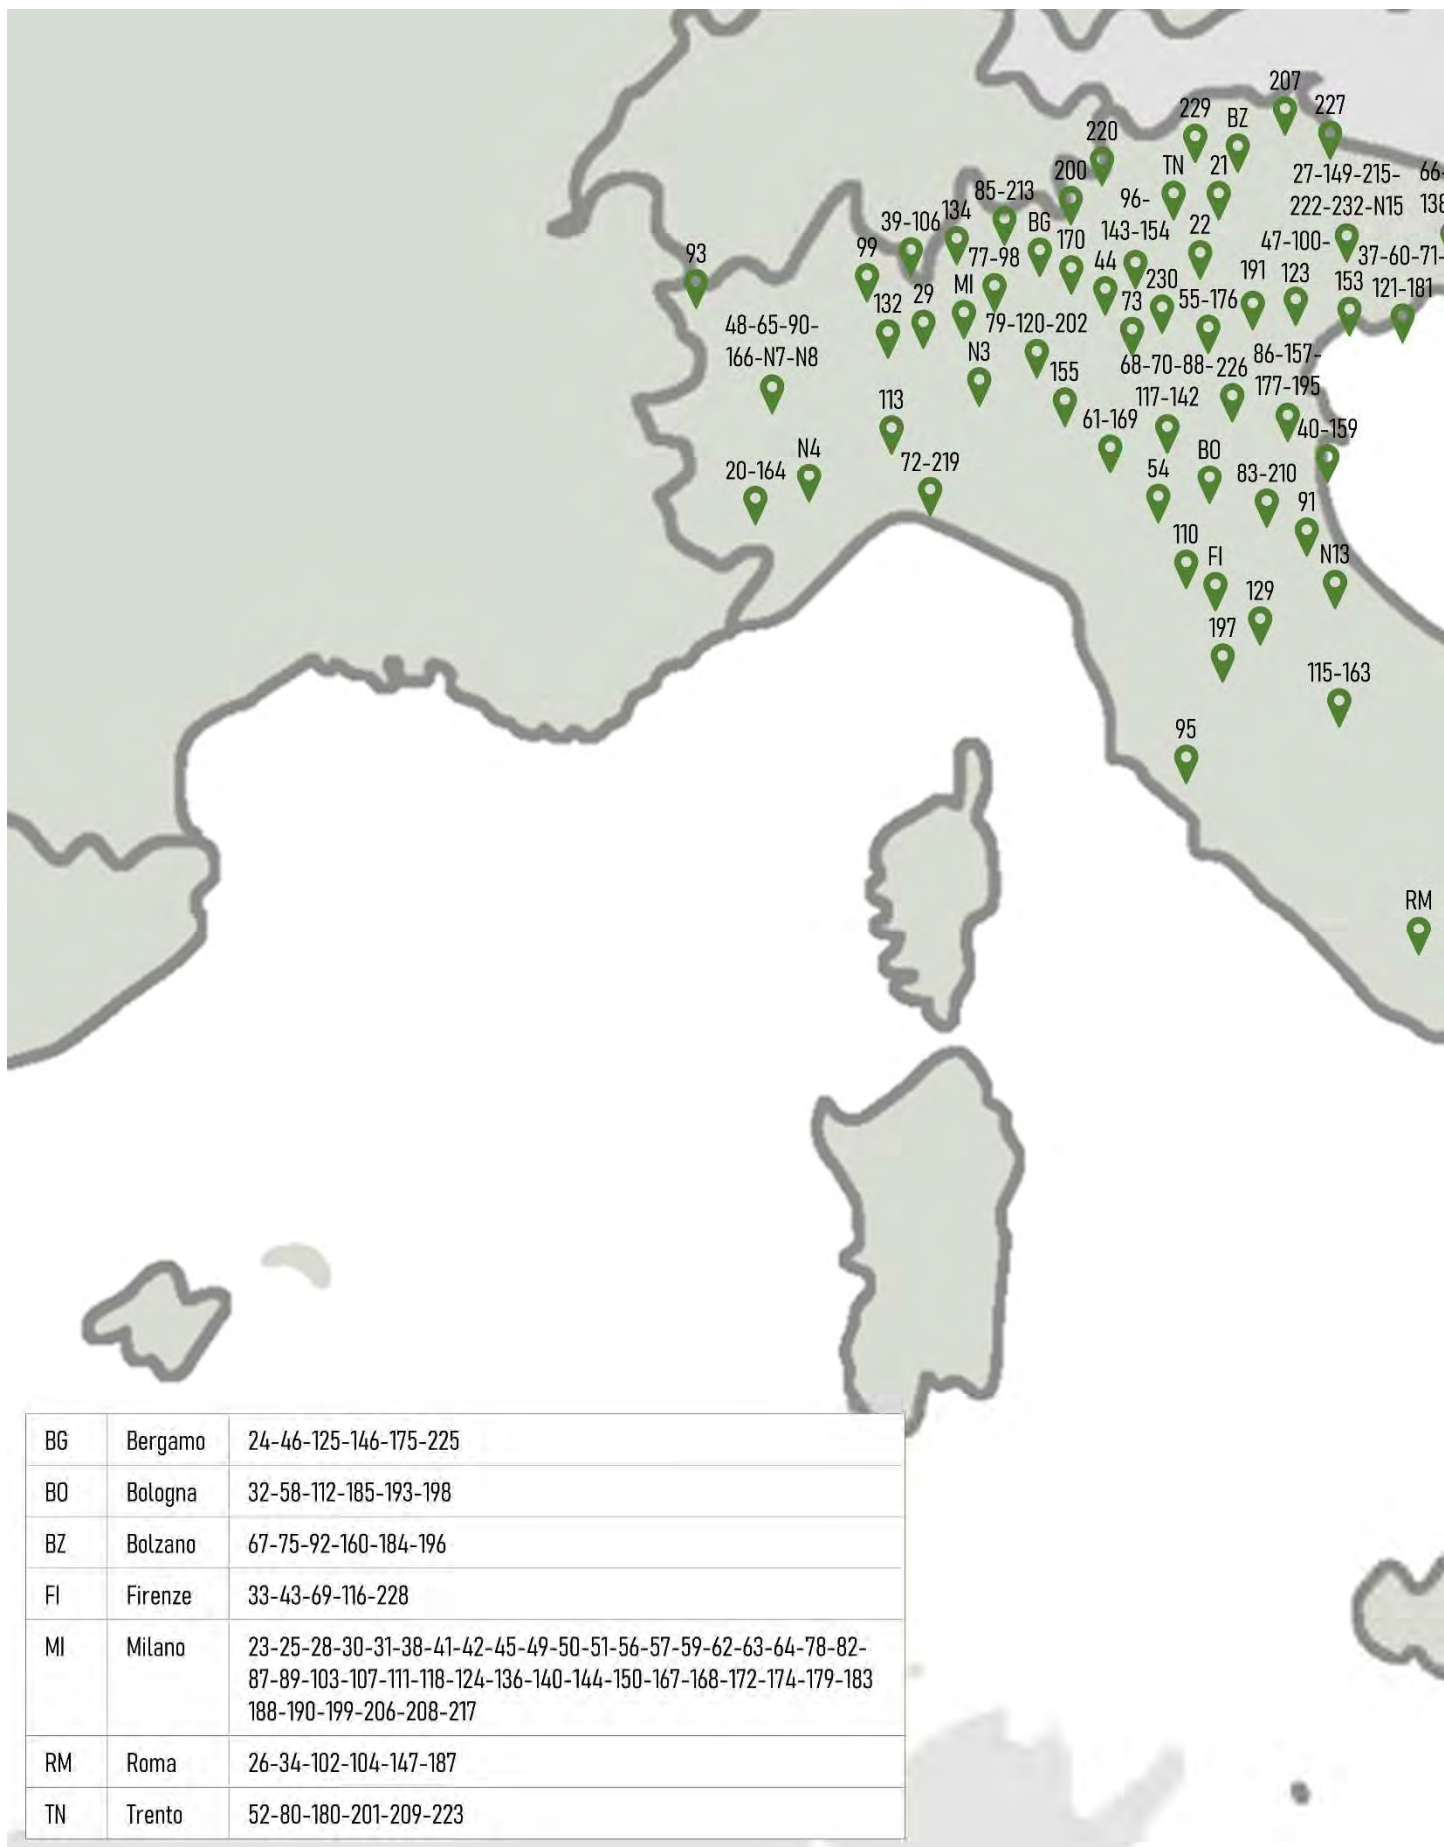 207
229
BZ
227
220
TN
21
27-149-215-
66-
200
85-213
96-
222-232-N15
138
39-106
134
BG
143-154
22
47-100-
37-60-71-
93
99
77-98
170
44
230
191
123
153
121-181
132
29
MI
73
55-176
48-65-90-
166-N7-N8
79-120-202
N3
155
68-70-88-
226
86-157-
117-142
177-195
113
61-169
40-159
N4
20-164
72-219
54
BO
83-210
91
110
FI
N13
129
197
115-163
95
RM
BG Bergamo 24-46-125-146-175-225
BO Bologna 32-58-112-185-193-198
BZ Bolzano 67-75-92-160-184-196
FI Firenze 33-43-69-116-228
MI Milano 23-25-28-30-31-38-41-42-45-49-50-51-56-57-59-62-63-64-78-82-
87-89-103-107-111-118-124-136-140-144-150-167-168-172-174-179-183
188-190-199-206-208-217
RM Roma 26-34-102-104-147-187
TN Trento 52-80-180-201-209-223